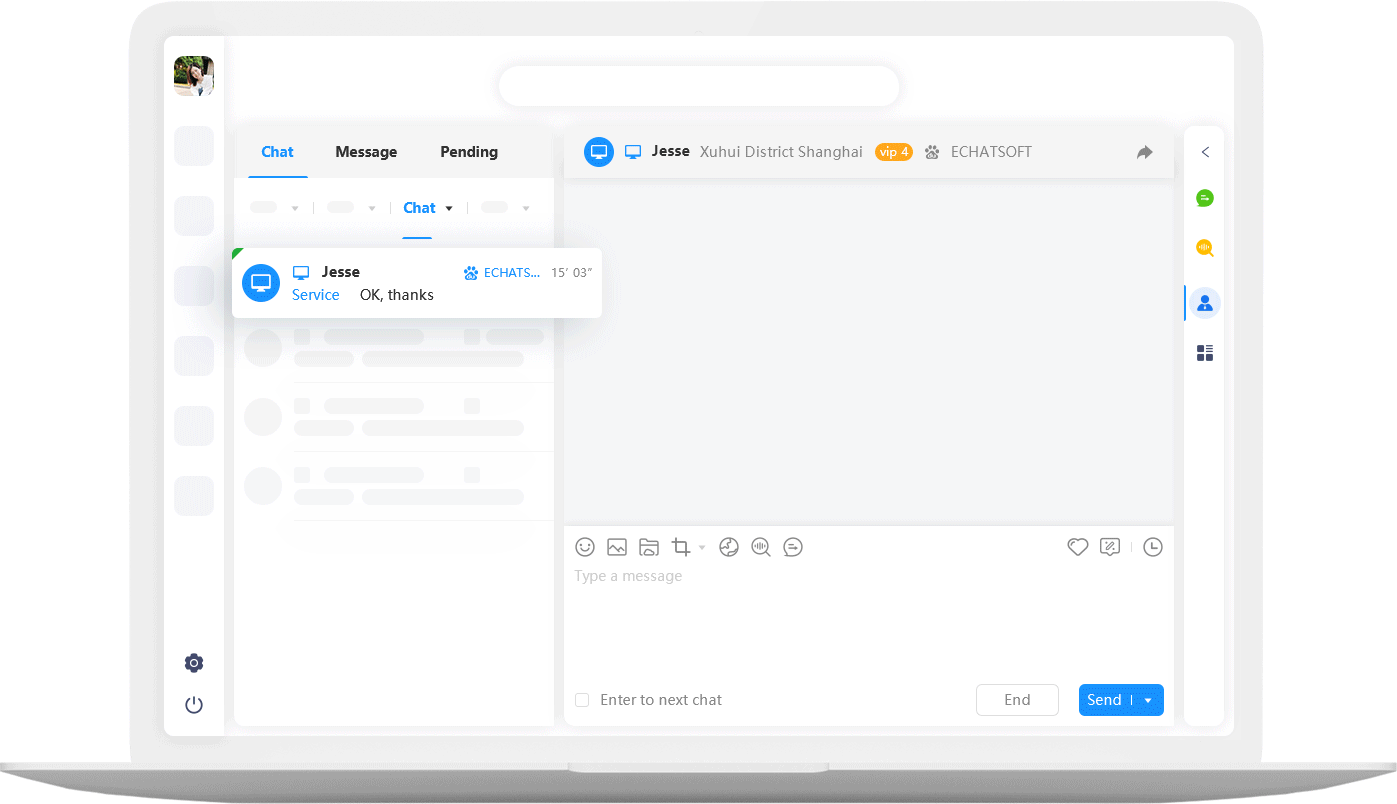 Chat Message Pending
Chat
Jesse ECHATS... 15′ 03″
Service OK, thanks
Jesse Xuhui District Shanghai vip 4 ECHATSOFT
Type a message
Enter to next chat End Send